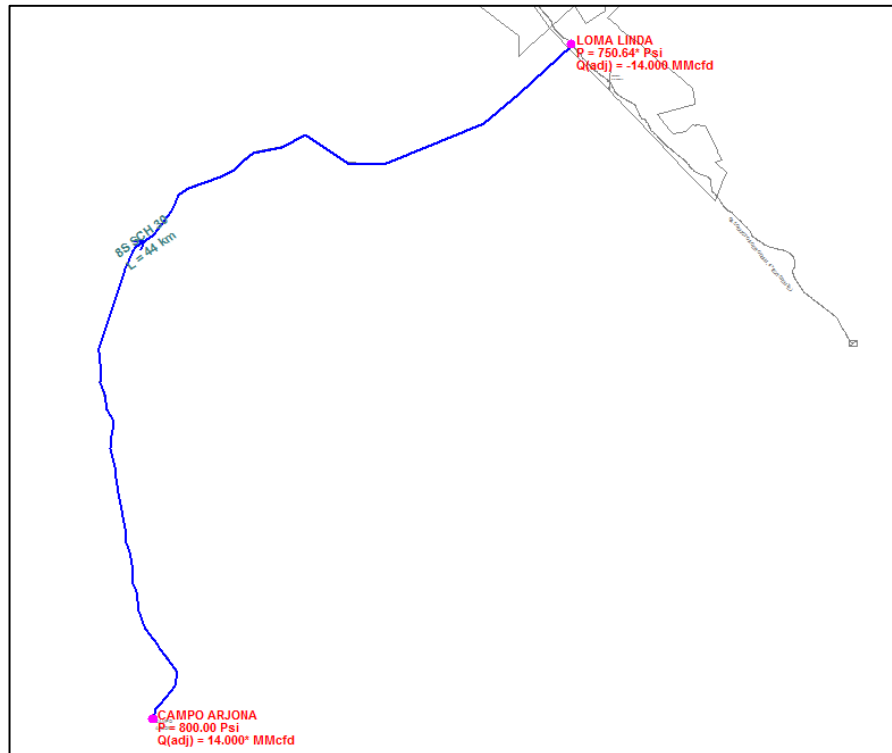 LOMA LINDA
P = 750.64* Psi
Q(adj) = -14.000 MMcfd
8S SCH 30
L = 44 km
CAMPO ARJONA
P = 800.00 Psi
Q(adj) = 14.000* MMcfd